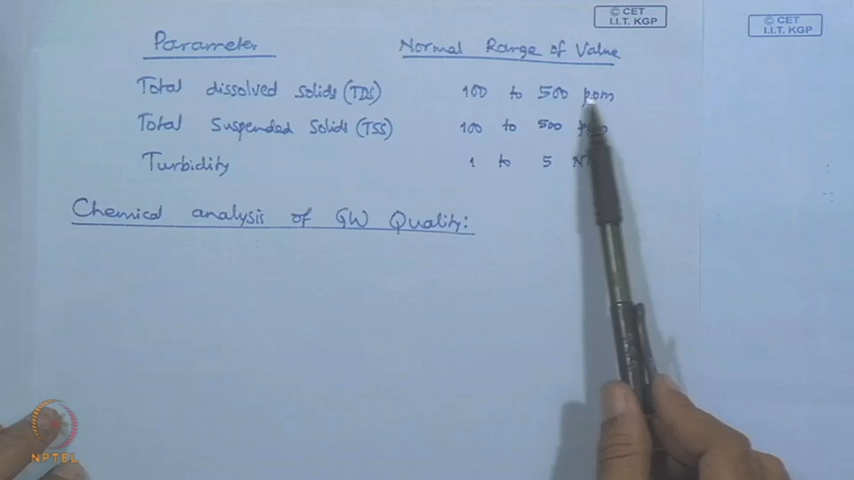 © CET
I.I.T. KGP
© CET
I.I.T. KGP
Parameter Normal Range of Value
Total dissolved solids (TDS) 100 to 500 ppm
Total Suspended Solids (TSS) 100 to 500
Turbidity 1 to 5
Chemical analysis of GW Quality:
NPTEL